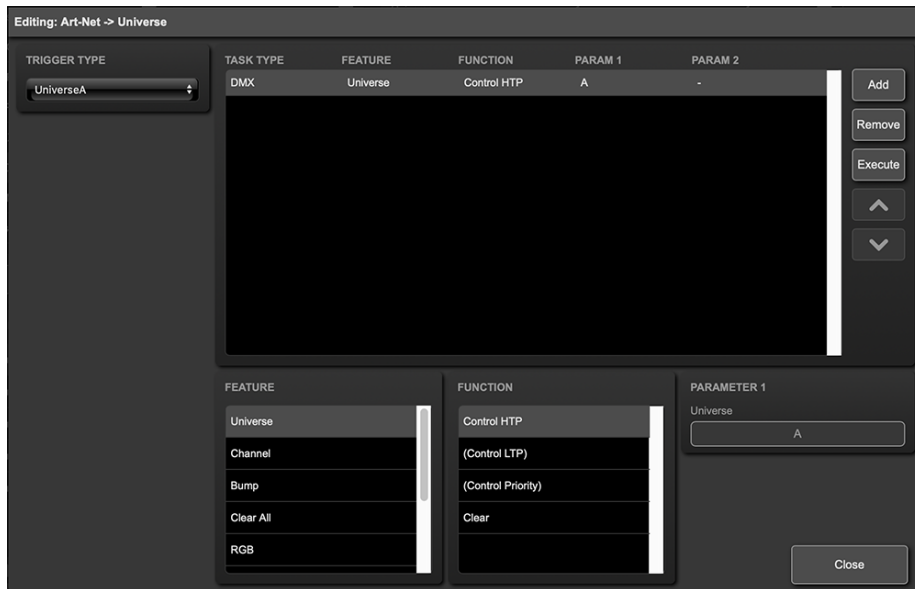 Editing: Art-Net -> Universe
TRIGGER TYPE
UniverseA
TASK TYPE FEATURE FUNCTION PARAM 1 PARAM 2
DMX Universe Control HTP A -
Add
Remove
Execute
FEATURE
Universe
Channel
Bump
Clear All
RGB
FUNCTION
Control HTP
(Control LTP)
(Control Priority)
Clear
PARAMETER 1
Universe
A
Close